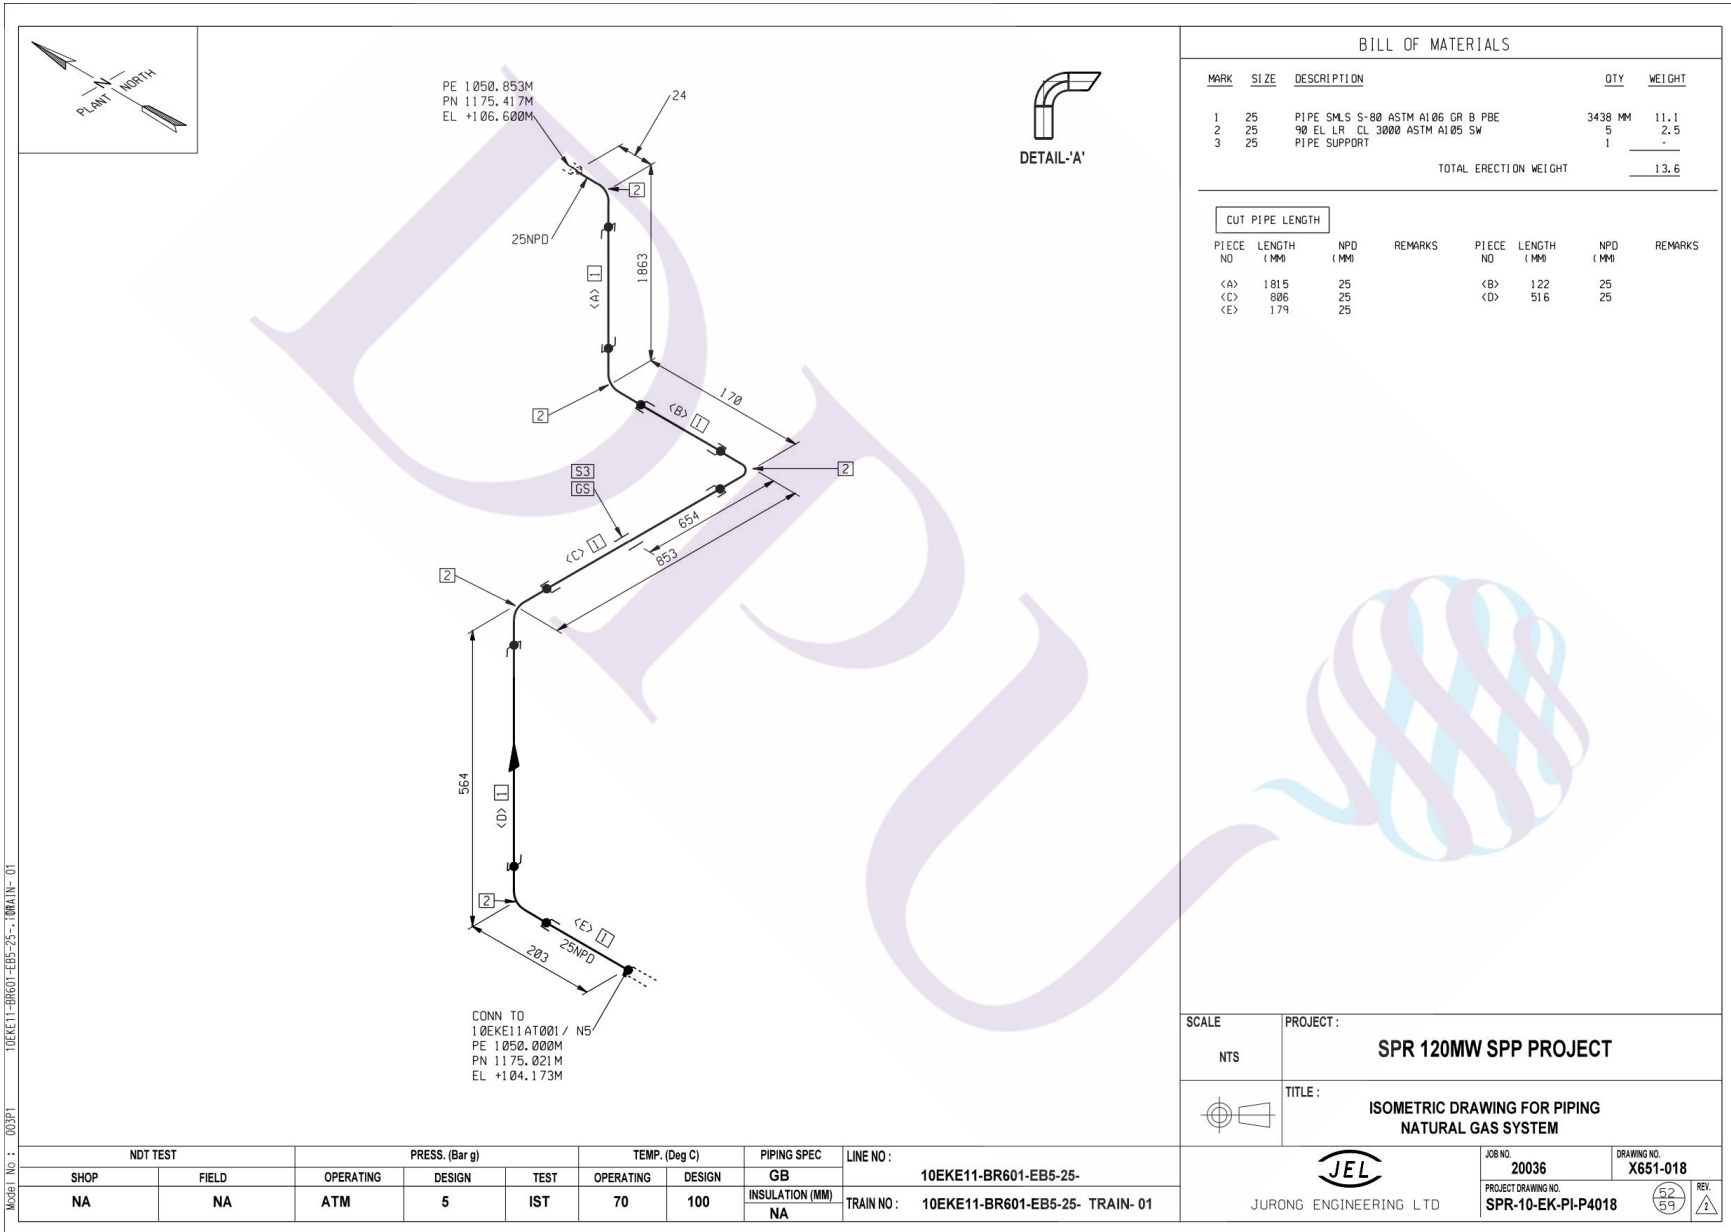 N
PLANT NORTH
PE 1050.853M
PN 1175.417M
EL +106.600M
24
2
25NPD
<A> 1
1863
2
<B> 1
170
2
S3
GS
<C> 1
654
853
2
564
<D> 1
2
<E> 1
25NPD
203
CONN TO
10EKE11AT001/ N5
PE 1050.000M
PN 1175.021M
EL +104.173M
DETAIL-'A'
DPU
BILL OF MATERIALS
MARK SIZE DESCRIPTION QTY WEIGHT
1 25 PIPE SMLS S-80 ASTM A106 GR B PBE 3438 MM 11.1
2 25 90 EL LR CL 3000 ASTM A105 SW 5 2.5
3 25 PIPE SUPPORT 1 -
TOTAL ERECTION WEIGHT 13.6
CUT PIPE LENGTH
PIECE LENGTH NPD REMARKS PIECE LENGTH NPD REMARKS
NO (MM) (MM) NO (MM) (MM)
<A> 1815 25 <B> 122 25
<C> 806 25 <D> 516 25
<E> 179 25
SCALE
NTS
PROJECT :
SPR 120MW SPP PROJECT
TITLE :
ISOMETRIC DRAWING FOR PIPING
NATURAL GAS SYSTEM
JEL
JURONG ENGINEERING LTD
JOB NO.
20036
DRAWING NO.
X651-018
PROJECT DRAWING NO.
SPR-10-EK-PI-P4018
52
59
REV.
2
NDT TEST PRESS. (Bar g) TEMP. (Deg C) PIPING SPEC
SHOP FIELD OPERATING DESIGN TEST OPERATING DESIGN GB
NA NA ATM 5 IST 70 100 INSULATION (MM)
NA
LINE NO : 10EKE11-BR601-EB5-25-
TRAIN NO : 10EKE11-BR601-EB5-25- TRAIN- 01
Model No : 003P1 10EKE11-BR601-EB5-25-